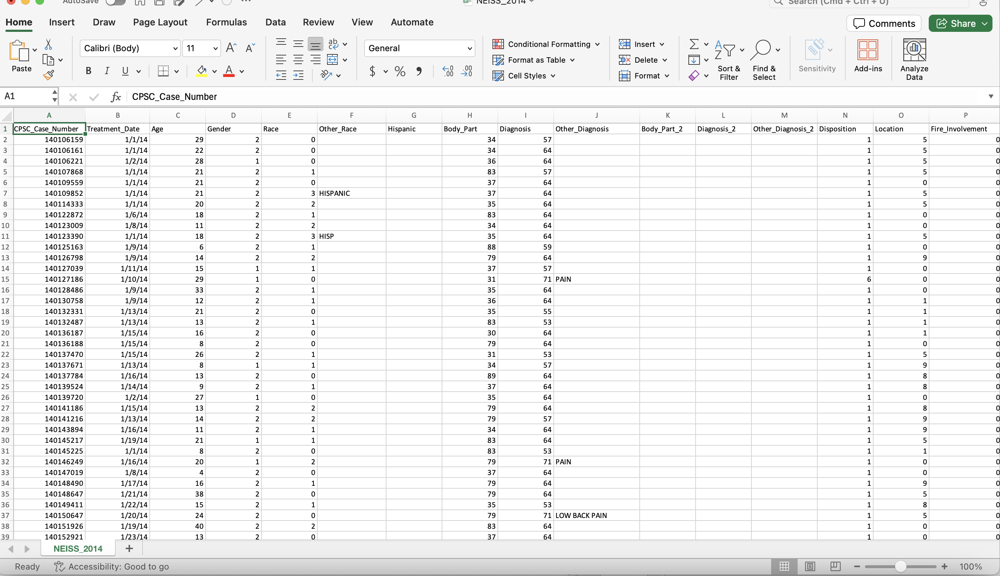 AutoSave NEISS_2014 Search (Cmd + Ctrl + U)
Home Insert Draw Page Layout Formulas Data Review View Automate Comments Share
Calibri (Body) 11 A^ A˅ ab General Conditional Formatting Insert
Format as Table Delete
Paste B I U A $ % , .00 .0 Cell Styles Format Sort & Filter Find & Select Sensitivity Add-ins Analyze Data
A1 fx CPSC_Case_Number
A B C D E F G H I J K L M N O P
1 CPSC_Case_Number Treatment_Date Age Gender Race Other_Race Hispanic Body_Part Diagnosis Other_Diagnosis Body_Part_2 Diagnosis_2 Other_Diagnosis_2 Disposition Location Fire_Involvement
2 140106159 1/1/14 29 2 0 34 57 1 5 0
3 140106161 1/1/14 22 2 0 34 64 1 5 0
4 140106221 1/2/14 28 1 0 36 64 1 5 0
5 140107868 1/1/14 21 2 1 83 57 1 5 0
6 140109559 1/1/14 21 2 0 37 64 1 0 0
7 140109852 1/1/14 21 2 3 HISPANIC 37 64 1 5 0
8 140114333 1/1/14 20 2 2 35 64 1 5 0
9 140122872 1/6/14 18 2 1 83 64 1 0 0
10 140123009 1/8/14 11 2 2 34 64 1 0 0
11 140123390 1/1/14 18 2 3 HISP 35 64 1 5 0
12 140125163 1/9/14 6 2 1 88 59 1 0 0
13 140126798 1/9/14 14 2 2 79 64 1 9 0
14 140127039 1/11/14 15 1 1 37 57 1 0 0
15 140127186 1/10/14 29 1 0 31 71 PAIN 6 0 0
16 140128486 1/9/14 33 2 1 35 64 1 0 0
17 140130758 1/9/14 12 2 1 36 64 1 1 0
18 140132331 1/13/14 21 2 0 35 55 1 1 0
19 140132487 1/13/14 13 2 1 83 53 1 1 0
20 140136187 1/15/14 16 2 0 30 64 1 1 0
21 140136188 1/15/14 8 2 0 79 64 1 0 0
22 140137470 1/15/14 26 2 1 31 53 1 5 0
23 140137671 1/13/14 8 1 1 34 57 1 9 0
24 140137784 1/16/14 13 2 0 89 64 1 8 0
25 140139524 1/14/14 9 2 1 37 64 1 8 0
26 140139720 1/2/14 27 1 0 35 64 1 0 0
27 140141186 1/15/14 13 2 2 79 64 1 8 0
28 140141216 1/13/14 14 2 2 79 57 1 9 0
29 140143894 1/16/14 11 2 1 34 64 1 9 0
30 140145217 1/19/14 21 1 1 83 64 1 5 0
31 140145225 1/1/14 8 2 0 83 53 1 1 0
32 140146249 1/16/14 20 1 2 79 71 PAIN 1 0 0
33 140147019 1/8/14 4 2 0 37 64 1 0 0
34 140148490 1/17/14 16 2 1 79 64 1 9 0
35 140148647 1/21/14 38 2 0 79 64 1 5 0
36 140149411 1/22/14 15 2 1 35 53 1 8 0
37 140150647 1/20/14 24 2 0 79 71 LOW BACK PAIN 1 5 0
38 140151926 1/19/14 40 2 2 83 64 1 0 0
39 140152921 1/23/14 13 2 0 37 64 1 0 0
NEISS_2014 +
Ready Accessibility: Good to go 100%